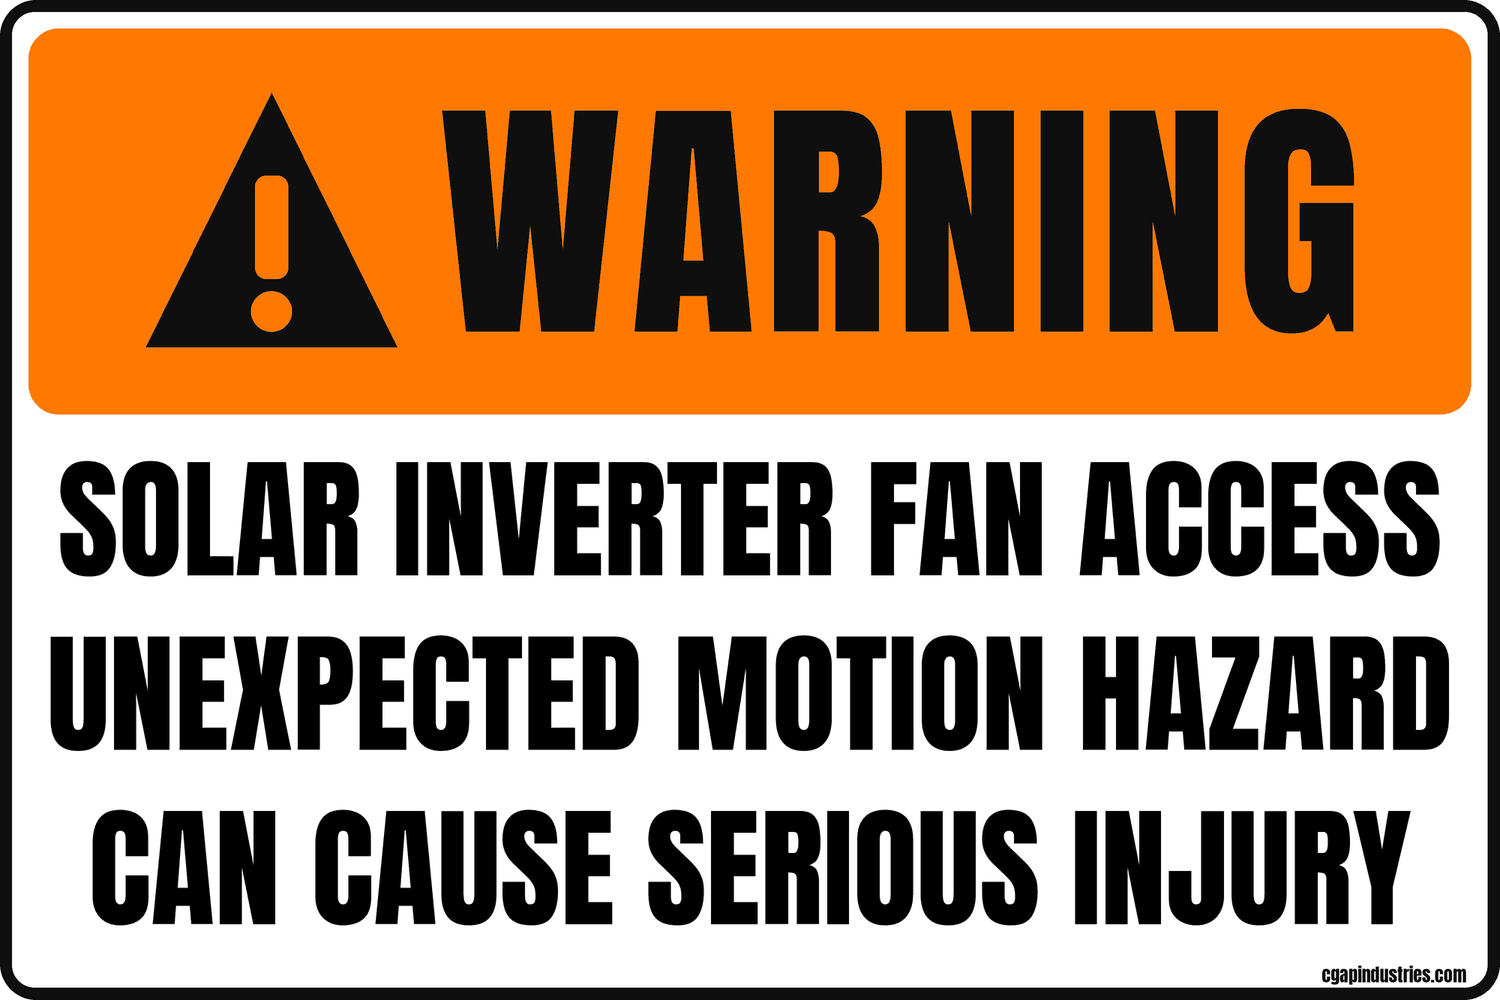 WARNING
SOLAR INVERTER FAN ACCESS
UNEXPECTED MOTION HAZARD
CAN CAUSE SERIOUS INJURY
cgapindustries.com